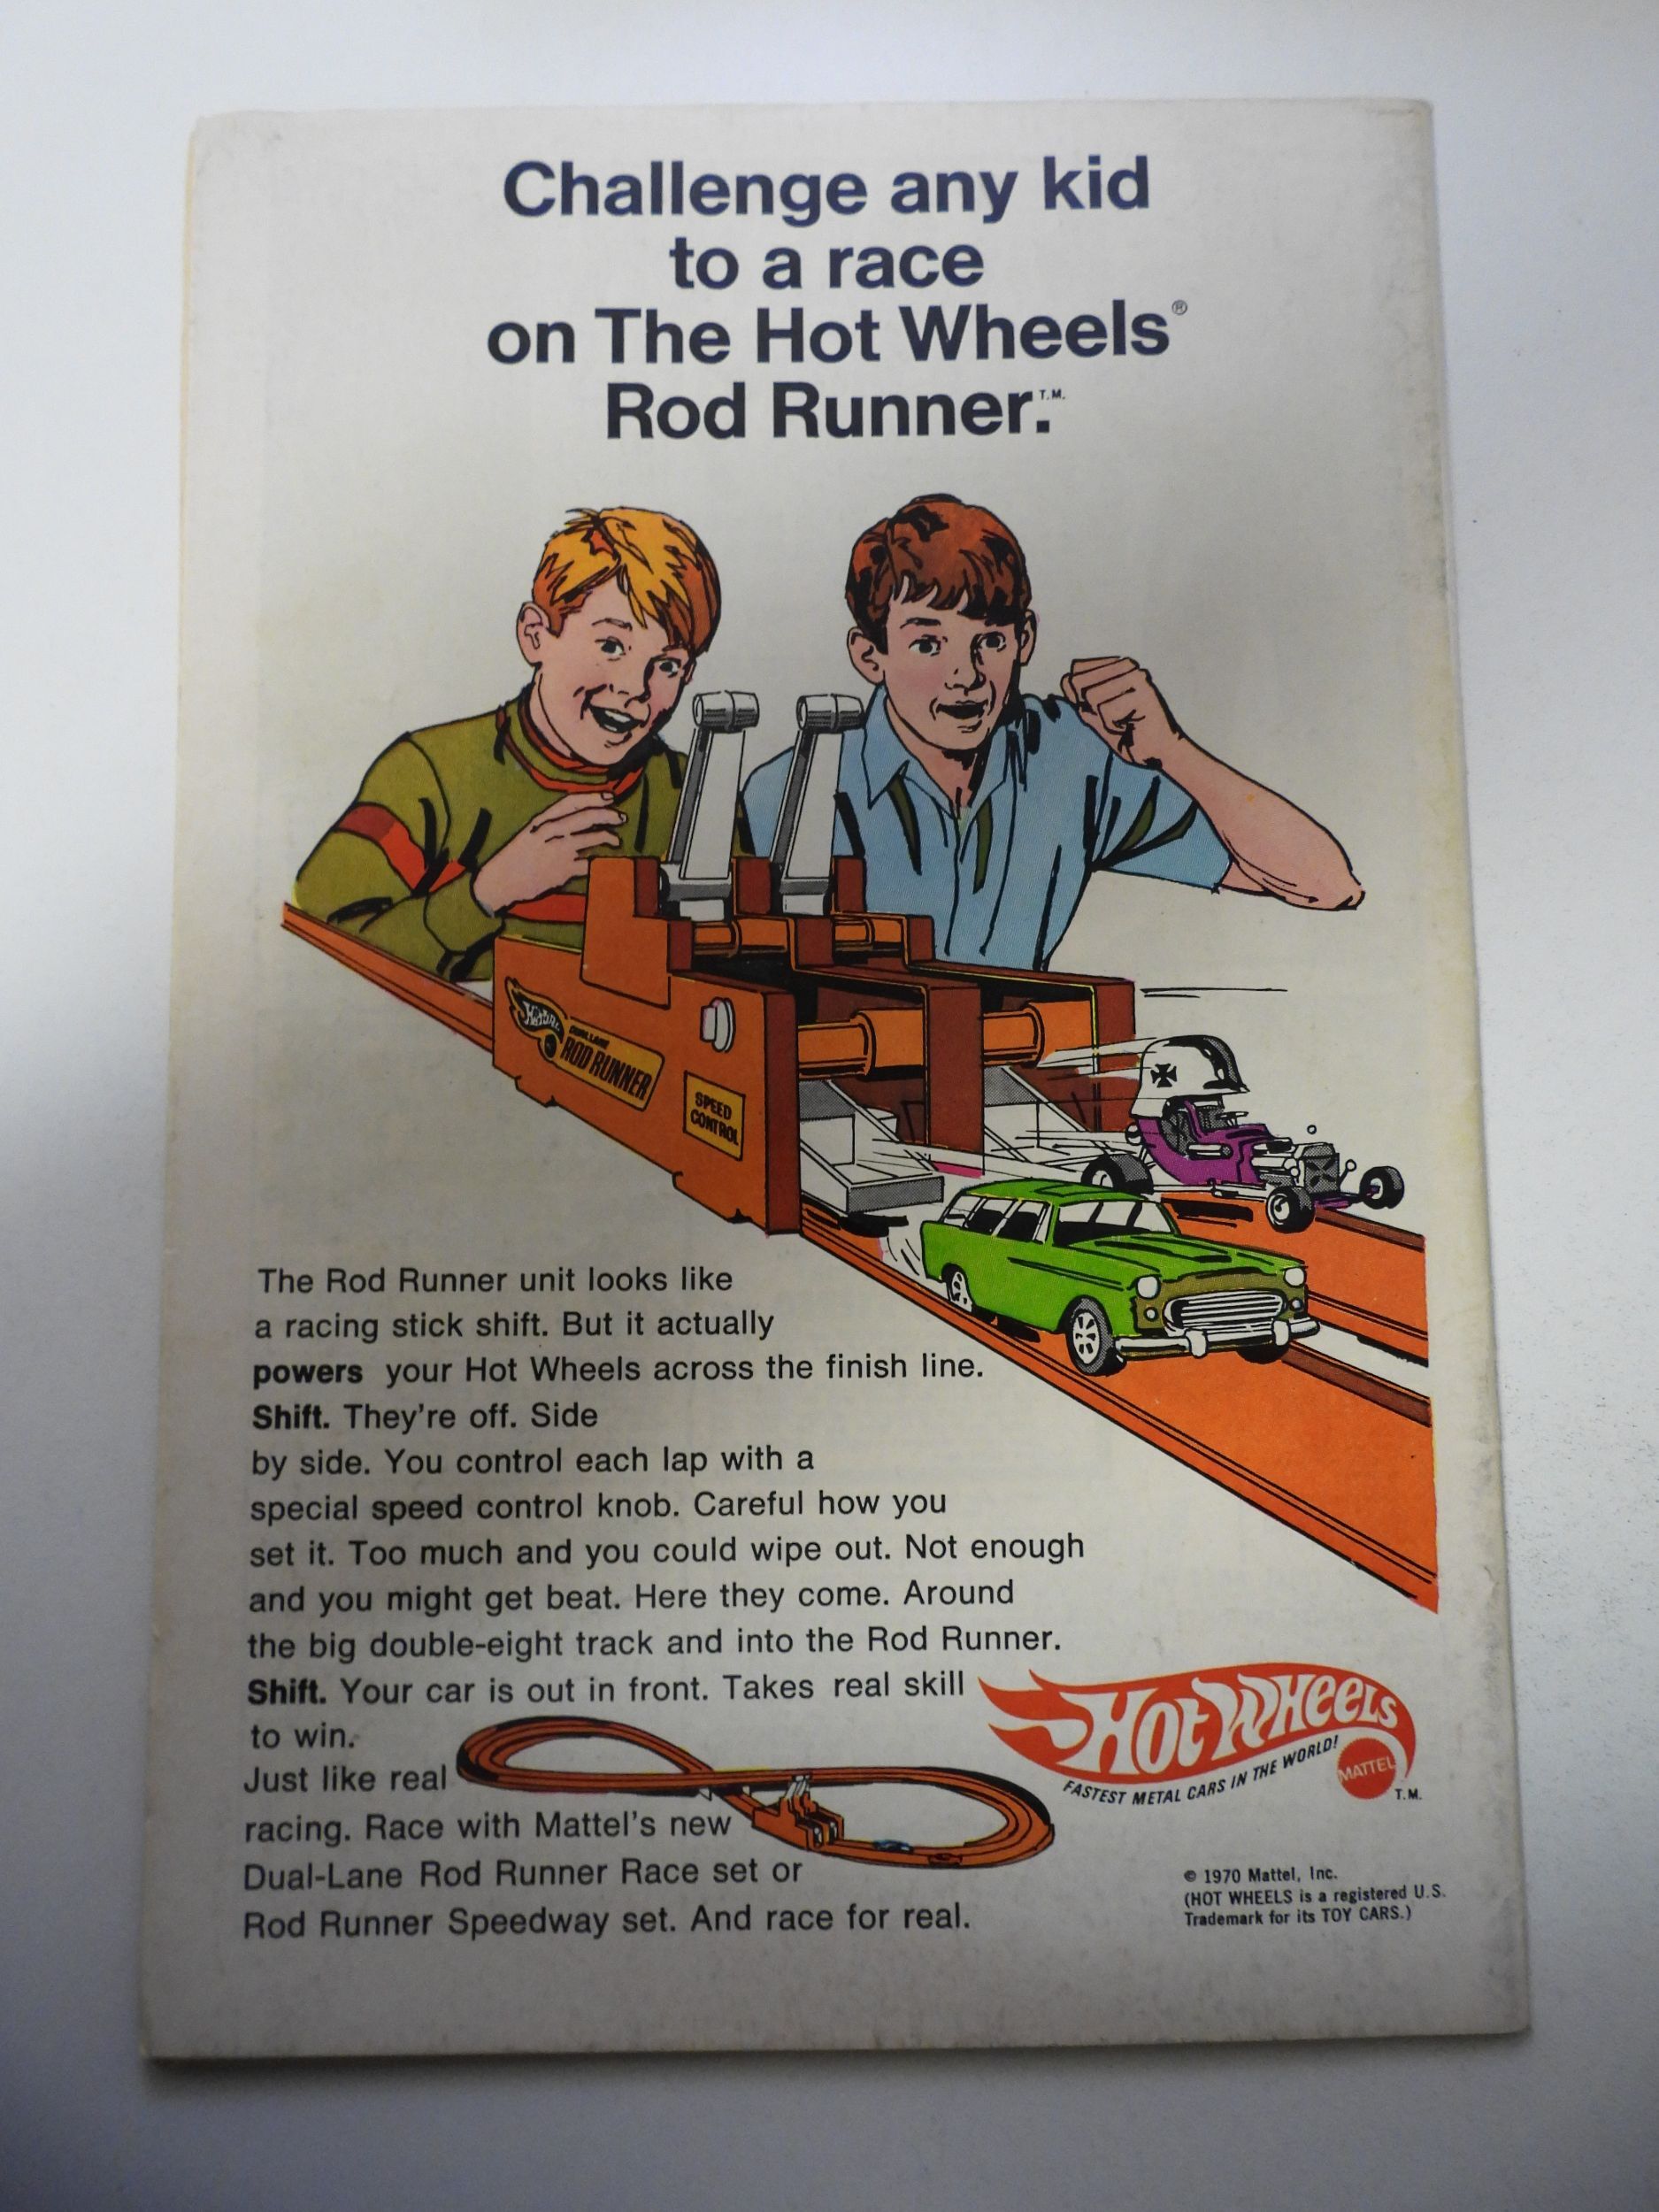 Challenge any kid
to a race
on The Hot Wheels®
Rod Runner.T.M.
Hot Wheels
DUAL LANE
ROD RUNNER
SPEED
CONTROL
The Rod Runner unit looks like
a racing stick shift. But it actually
powers your Hot Wheels across the finish line.
Shift. They're off. Side
by side. You control each lap with a
special speed control knob. Careful how you
set it. Too much and you could wipe out. Not enough
and you might get beat. Here they come. Around
the big double-eight track and into the Rod Runner.
Shift. Your car is out in front. Takes real skill
to win.
Just like real
racing. Race with Mattel's new
Dual-Lane Rod Runner Race set or
Rod Runner Speedway set. And race for real.
HOT WHEELS
FASTEST METAL CARS IN THE WORLD!
MATTEL
T.M.
© 1970 Mattel, Inc.
(HOT WHEELS is a registered U.S.
Trademark for its TOY CARS.)